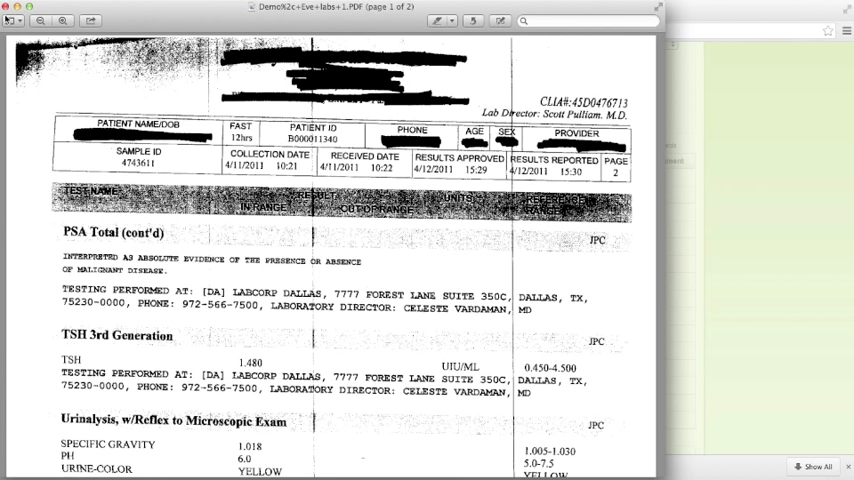 Demo%2c+Eve+labs+1.PDF (page 1 of 2)
CLIA#:45D0476713
Lab Director: Scott Pulliam. M.D.
PATIENT NAME/DOB FAST 12hrs PATIENT ID B000011340 PHONE AGE SEX PROVIDER
SAMPLE ID 4743611 COLLECTION DATE 4/11/2011 10:21 RECEIVED DATE 4/11/2011 10:22 RESULTS APPROVED 4/12/2011 15:29 RESULTS REPORTED 4/12/2011 15:30 PAGE 2
TEST NAME RESULT UNITS REFERENCE
IN RANGE OUT OF RANGE RANGE
PSA Total (cont'd) JPC
INTERPRETED AS ABSOLUTE EVIDENCE OF THE PRESENCE OR ABSENCE
OF MALIGNANT DISEASE.
TESTING PERFORMED AT: [DA] LABCORP DALLAS, 7777 FOREST LANE SUITE 350C, DALLAS, TX,
75230-0000, PHONE: 972-566-7500, LABORATORY DIRECTOR: CELESTE VARDAMAN, MD
TSH 3rd Generation JPC
TSH 1.480 UIU/ML 0.450-4.500
TESTING PERFORMED AT: [DA] LABCORP DALLAS, 7777 FOREST LANE SUITE 350C, DALLAS, TX,
75230-0000, PHONE: 972-566-7500, LABORATORY DIRECTOR: CELESTE VARDAMAN, MD
Urinalysis, w/Reflex to Microscopic Exam JPC
SPECIFIC GRAVITY 1.018 1.005-1.030
PH 6.0 5.0-7.5
URINE-COLOR YELLOW YELLOW
Show All